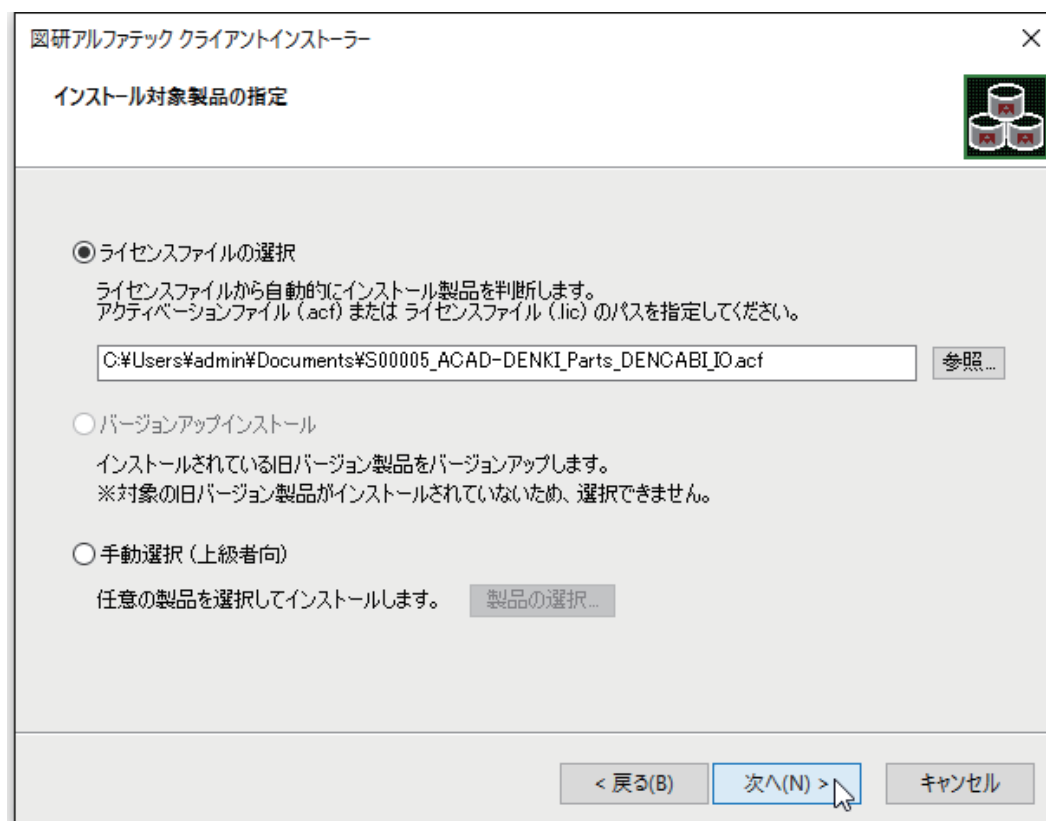 図研アルファテック クライアントインストーラー
インストール対象製品の指定
ライセンスファイルの選択
ライセンスファイルから自動的にインストール製品を判断します。
アクティベーションファイル (.acf) または ライセンスファイル (.lic) のパスを指定してください。
C:¥Users¥admin¥Documents¥S00005_ACAD-DENKI_Parts_DENCABI_IO.acf
参照...
バージョンアップインストール
インストールされている旧バージョン製品をバージョンアップします。
※対象の旧バージョン製品がインストールされていないため、選択できません。
手動選択 (上級者向)
任意の製品を選択してインストールします。
製品の選択...
< 戻る(B)
次へ(N) >
キャンセル